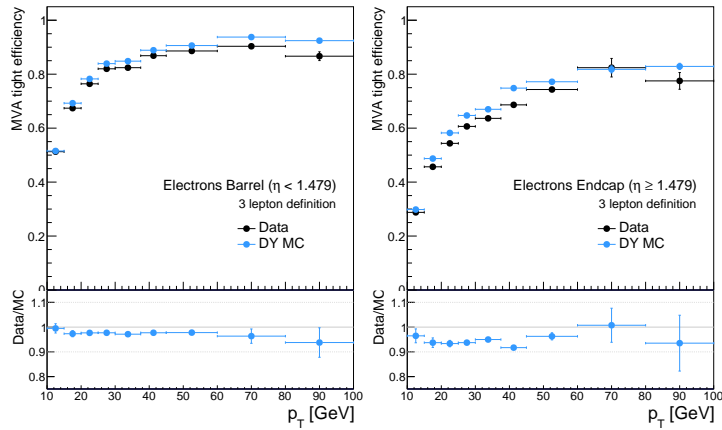 MVA tight efficiency
1
0.8
0.6
0.4
0.2
0
Electrons Barrel (η < 1.479)
3 lepton definition
Data
DY MC
Data/MC
1.1
1
0.9
0.8
10 20 30 40 50 60 70 80 90 100
p_T [GeV]
MVA tight efficiency
1
0.8
0.6
0.4
0.2
0
Electrons Endcap (η ≥ 1.479)
3 lepton definition
Data
DY MC
Data/MC
1.1
1
0.9
0.8
10 20 30 40 50 60 70 80 90 100
p_T [GeV]